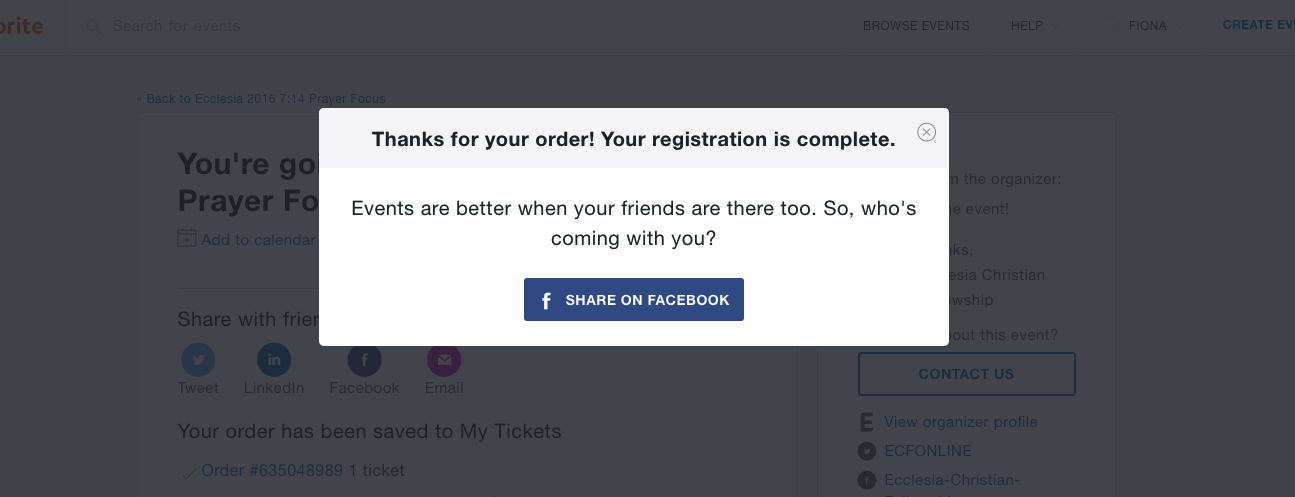 brite
Search for events
BROWSE EVENTS
HELP
FIONA
CREATE EV
« Back to Ecclesia 2016 7:14 Prayer Focus
Thanks for your order! Your registration is complete.
Events are better when your friends are there too. So, who's
coming with you?
f SHARE ON FACEBOOK
You're goi
Prayer Fo
Add to calendar
Share with frien
in
f
Tweet
LinkedIn
Facebook
Email
Your order has been saved to My Tickets
Order #635048989 1 ticket
m the organizer:
e event!
ks,
esia Christian
wship
out this event?
CONTACT US
E View organizer profile
ECFONLINE
f Ecclesia-Christian-